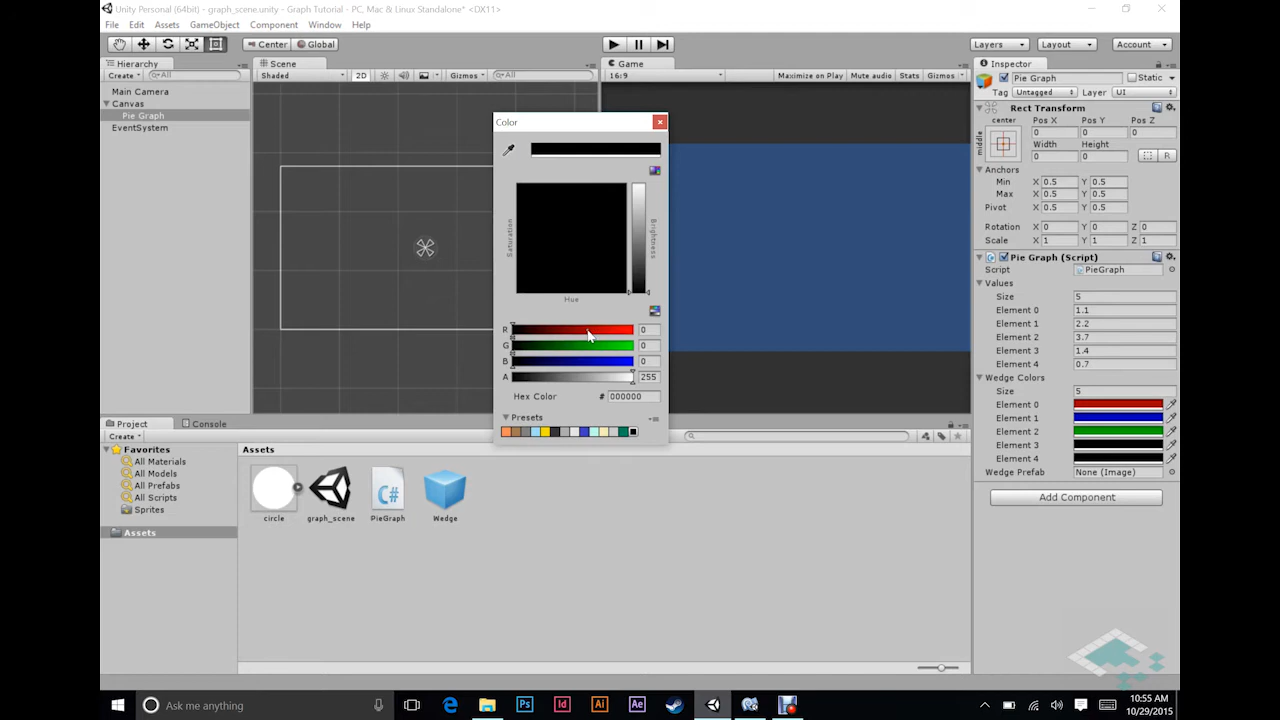 Unity Personal (64bit) - graph_scene.unity - Graph Tutorial - PC, Mac & Linux Standalone* <DX11>
File Edit Assets GameObject Component Window Help
Center Global Layers Layout Account
Hierarchy Scene Game Inspector
Create All Shaded 2D Gizmos All 16:9 Maximize on Play Mute audio Stats Gizmos
Pie Graph Static
Tag Untagged Layer UI
Main Camera
Canvas
Pie Graph
EventSystem
Color
Saturation
Brightness
Hue
R 0
G 0
B 0
A 255
Hex Color # 000000
Presets
Rect Transform
center Pos X Pos Y Pos Z
middle 0 0 0
Width Height
0 0 R
Anchors
Min X 0.5 Y 0.5
Max X 0.5 Y 0.5
Pivot X 0.5 Y 0.5
Rotation X 0 Y 0 Z 0
Scale X 1 Y 1 Z 1
Pie Graph (Script)
Script PieGraph
Values
Size 5
Element 0 1.1
Element 1 2.2
Element 2 3.7
Element 3 1.4
Element 4 0.7
Wedge Colors
Size 5
Element 0
Element 1
Element 2
Element 3
Element 4
Wedge Prefab None (Image)
Add Component
Project Console
Create
Favorites
All Materials
All Models
All Prefabs
All Scripts
Sprites
Assets
Assets
C#
circle graph_scene PieGraph Wedge
Ask me anything Ps Id Ai Ae
10:55 AM
10/29/2015